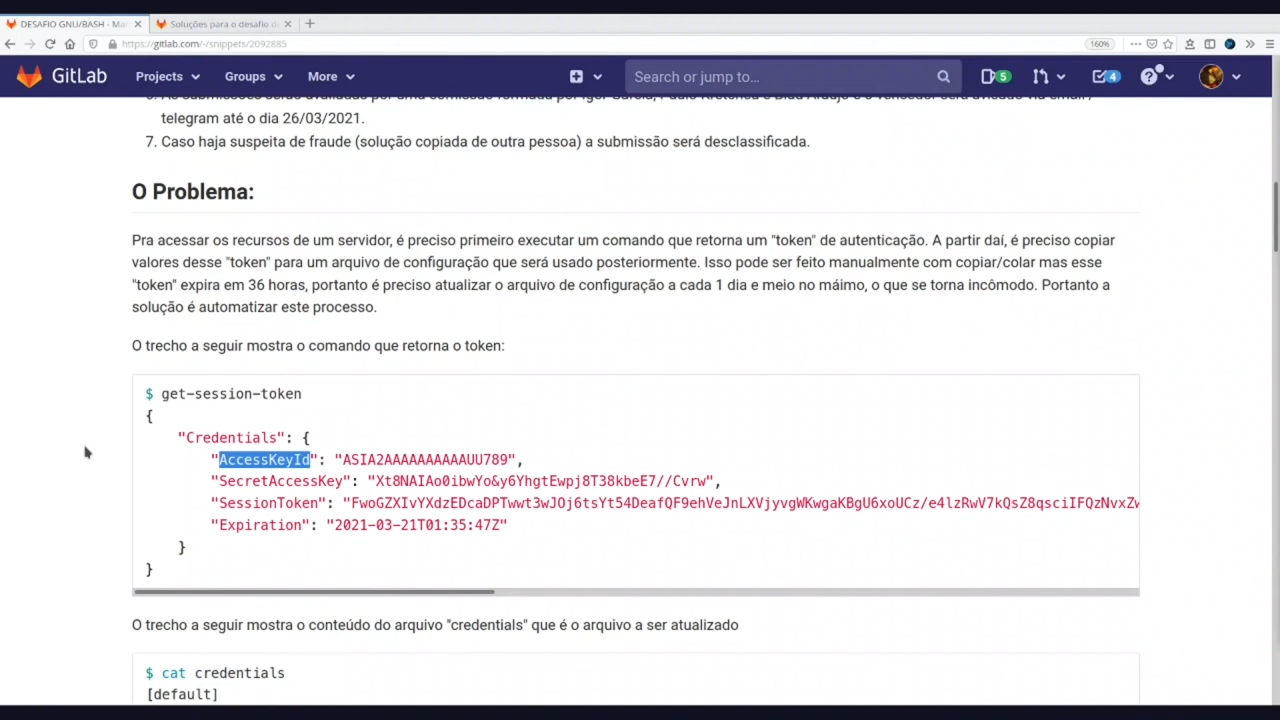 DESAFIO GNU/BASH - Mar
Soluções para o desafio d
https://gitlab.com/-/snippets/2092885
160%
GitLab
Projects
Groups
More
Search or jump to...
5
4
telegram até o dia 26/03/2021.
7. Caso haja suspeita de fraude (solução copiada de outra pessoa) a submissão será desclassificada.
O Problema:
Pra acessar os recursos de um servidor, é preciso primeiro executar um comando que retorna um "token" de autenticação. A partir daí, é preciso copiar
valores desse "token" para um arquivo de configuração que será usado posteriormente. Isso pode ser feito manualmente com copiar/colar mas esse
"token" expira em 36 horas, portanto é preciso atualizar o arquivo de configuração a cada 1 dia e meio no máimo, o que se torna incômodo. Portanto a
solução é automatizar este processo.
O trecho a seguir mostra o comando que retorna o token:
$ get-session-token
{
"Credentials": {
"AccessKeyId": "ASIA2AAAAAAAAAAUU789",
"SecretAccessKey": "Xt8NAIAo0ibwYo&y6YhgtEwpj8T38kbeE7//Cvrw",
"SessionToken": "FwoGZXIvYXdzEDcaDPTwwt3wJOj6tsYt54DeafQF9ehVeJnLXVjyvgWKwgaKBgU6xoUCz/e4lzRwV7kQsZ8qsciIFQzNvxZw
"Expiration": "2021-03-21T01:35:47Z"
}
}
O trecho a seguir mostra o conteúdo do arquivo "credentials" que é o arquivo a ser atualizado
$ cat credentials
[default]